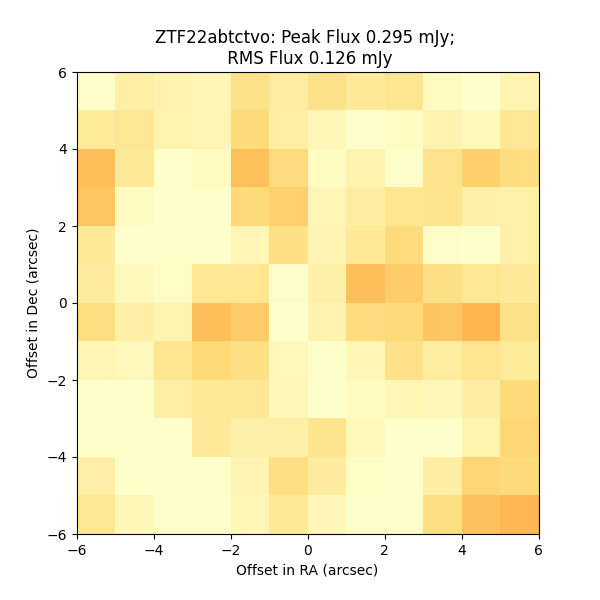 ZTF22abtctvo: Peak Flux 0.295 mJy;
RMS Flux 0.126 mJy
6
4
2
0
−2
−4
−6
Offset in Dec (arcsec)
−6 −4 −2 0 2 4 6
Offset in RA (arcsec)